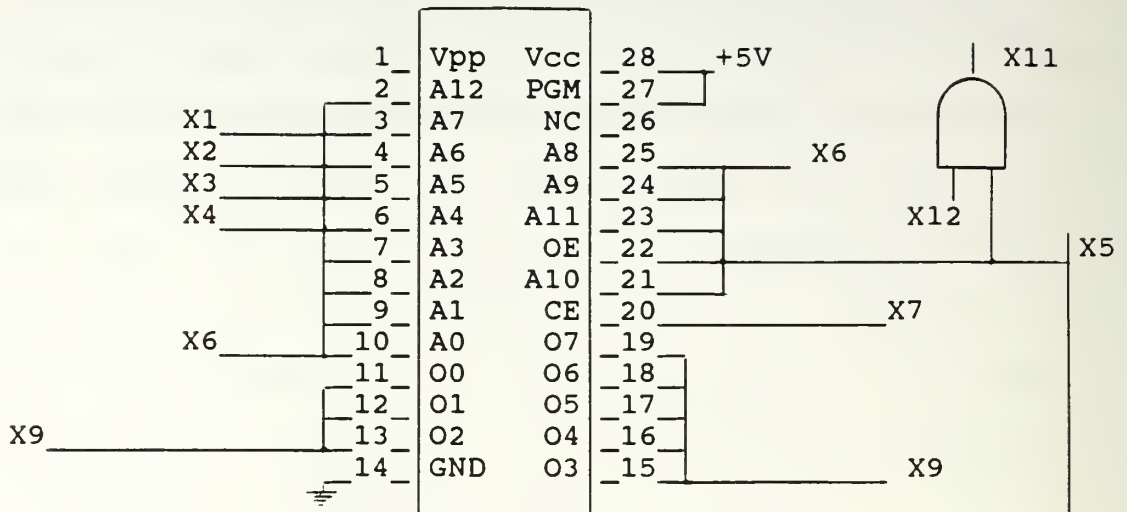 1 Vpp Vcc 28 +5V X11
2 A12 PGM 27
X1 3 A7 NC 26
X2 4 A6 A8 25 X6
X3 5 A5 A9 24
X4 6 A4 A11 23 X12
7 A3 OE 22 X5
8 A2 A10 21
9 A1 CE 20 X7
X6 10 A0 O7 19
11 O0 O6 18
12 O1 O5 17
X9 13 O2 O4 16
14 GND O3 15 X9